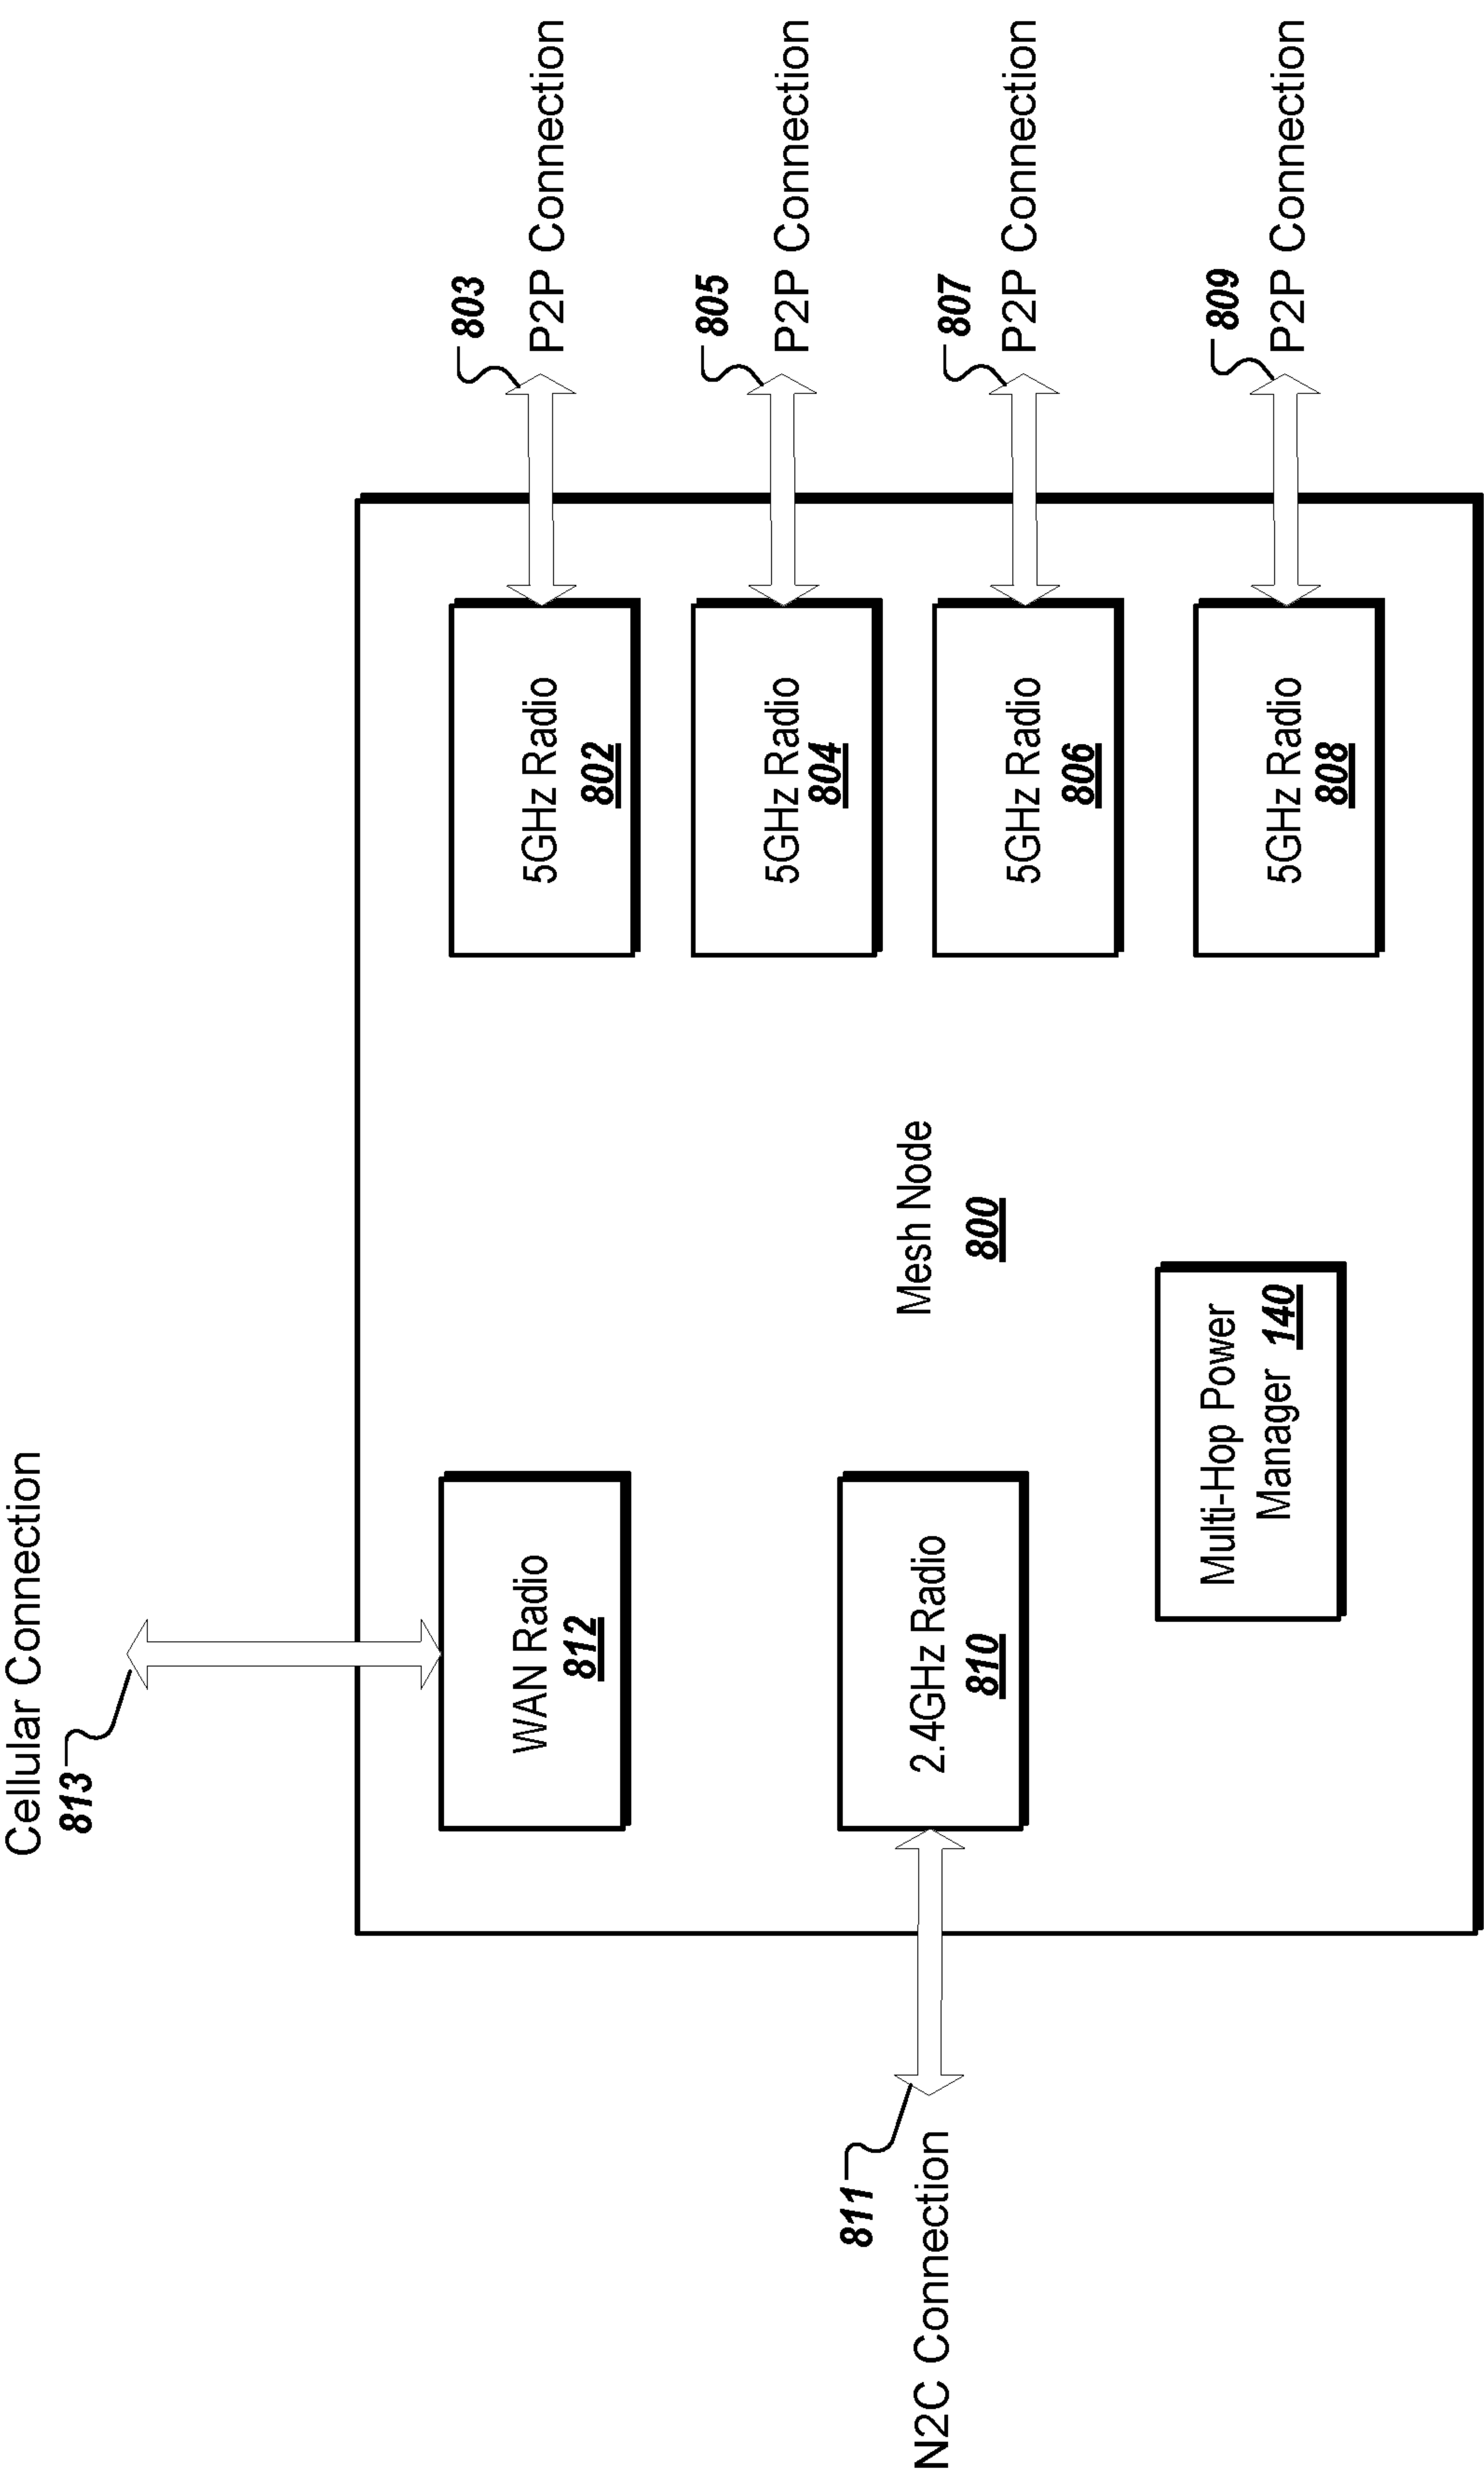 Cellular Connection
813
WAN Radio
812
5GHz Radio
802
803
P2P Connection
5GHz Radio
804
805
P2P Connection
N2C Connection
811
2.4GHz Radio
810
Mesh Node
800
5GHz Radio
806
807
P2P Connection
Multi-Hop Power
Manager 140
5GHz Radio
808
809
P2P Connection